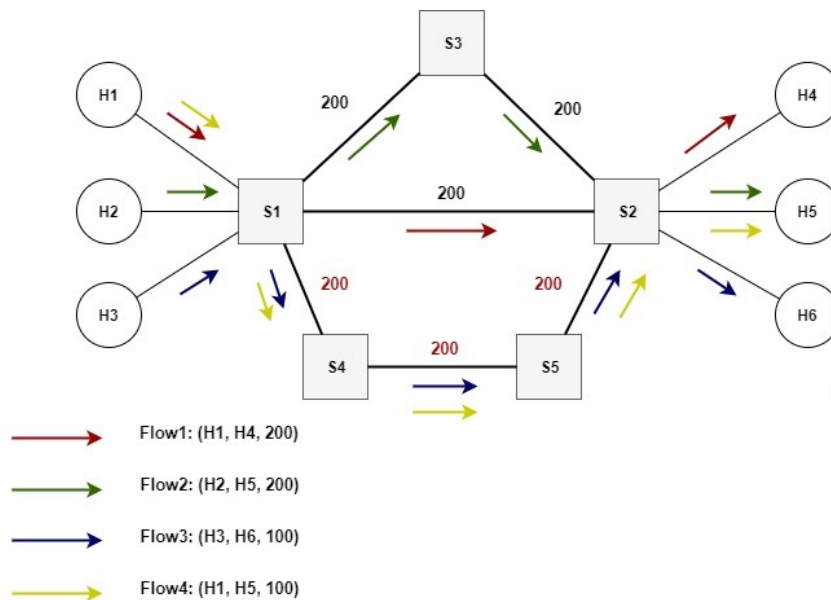 S3
H1
H4
200
200
200
H2
S1
S2
H5
200
200
H3
H6
200
S4
S5
Flow1: (H1, H4, 200)
Flow2: (H2, H5, 200)
Flow3: (H3, H6, 100)
Flow4: (H1, H5, 100)